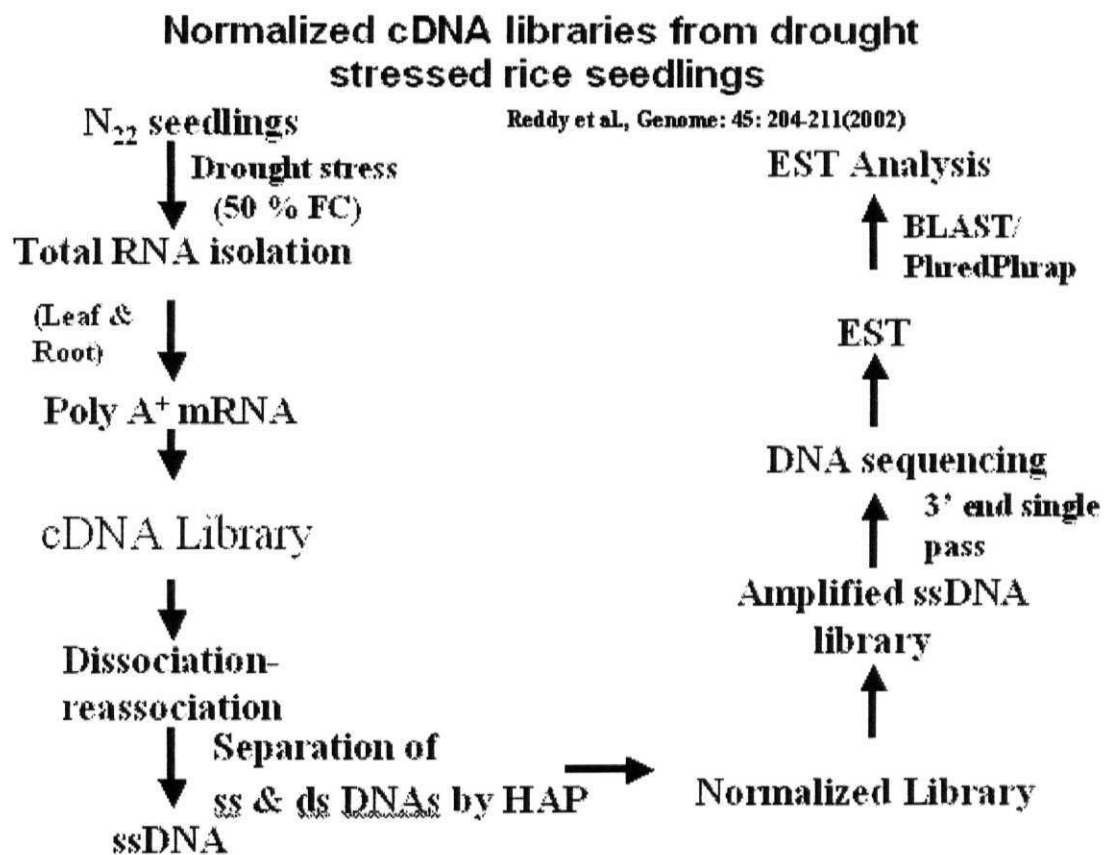 Normalized cDNA libraries from drought
stressed rice seedlings
Reddy et al., Genome: 45: 204-211(2002)
N22 seedlings
Drought stress
(50 % FC)
Total RNA isolation
(Leaf &
Root)
Poly A+ mRNA
cDNA Library
Dissociation-
reassociation
Separation of
ss & ds DNAs by HAP
ssDNA
Normalized Library
Amplified ssDNA
library
3' end single
pass
DNA sequencing
EST
BLAST/
PhredPhrap
EST Analysis